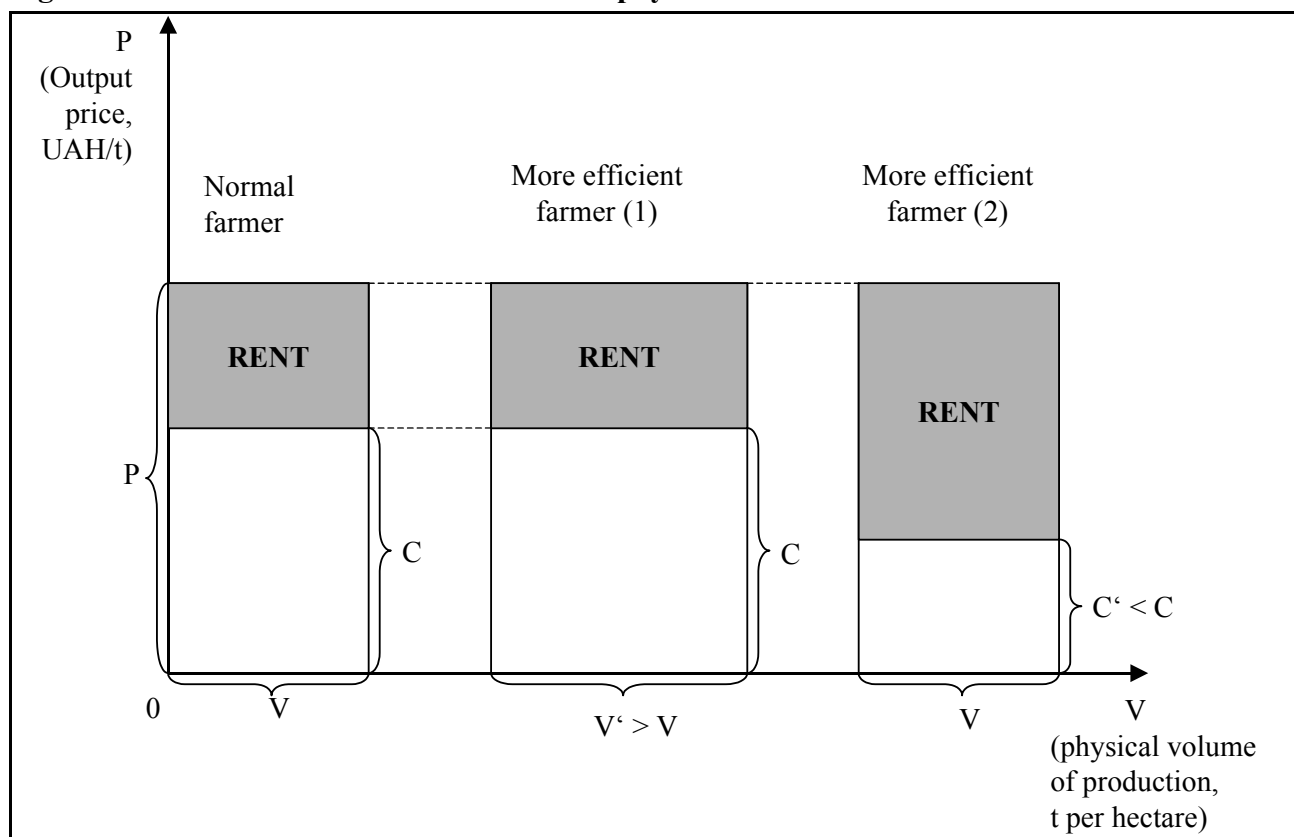 P
(Output
price,
UAH/t)
Normal
farmer
More efficient
farmer (1)
More efficient
farmer (2)
RENT
RENT
RENT
P
C
C
C‘ < C
0
V
V‘ > V
V
V
(physical volume
of production,
t per hectare)